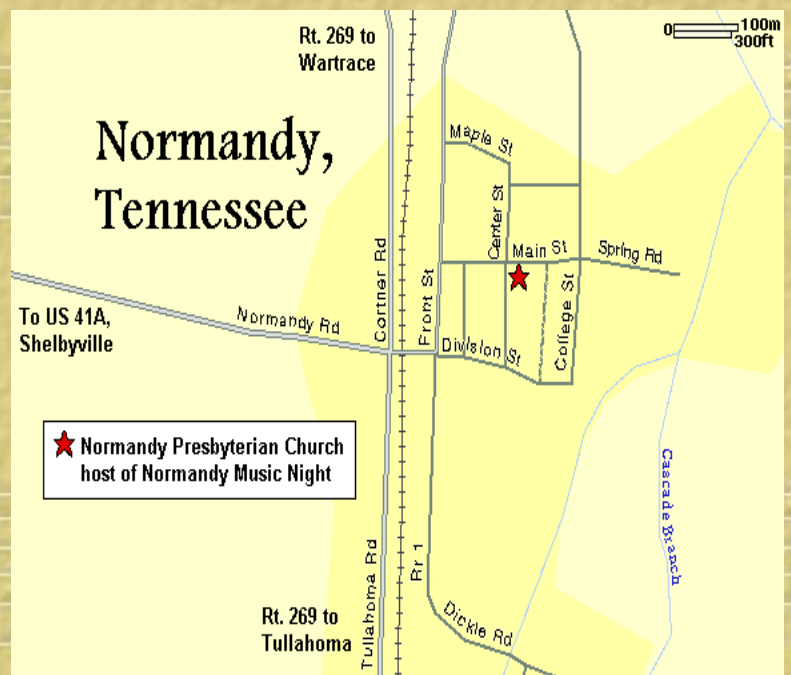 Rt. 269 to
Wartrace
0 100m
300ft
Normandy,
Tennessee
Maple St
Center St
Main St
Spring Rd
Cortner Rd
Front St
College St
To US 41A,
Shelbyville
Normandy Rd
Division St
Normandy Presbyterian Church
host of Normandy Music Night
Cascade Branch
Tullahoma Rd
Rr 1
Rt. 269 to
Tullahoma
Dickle Rd